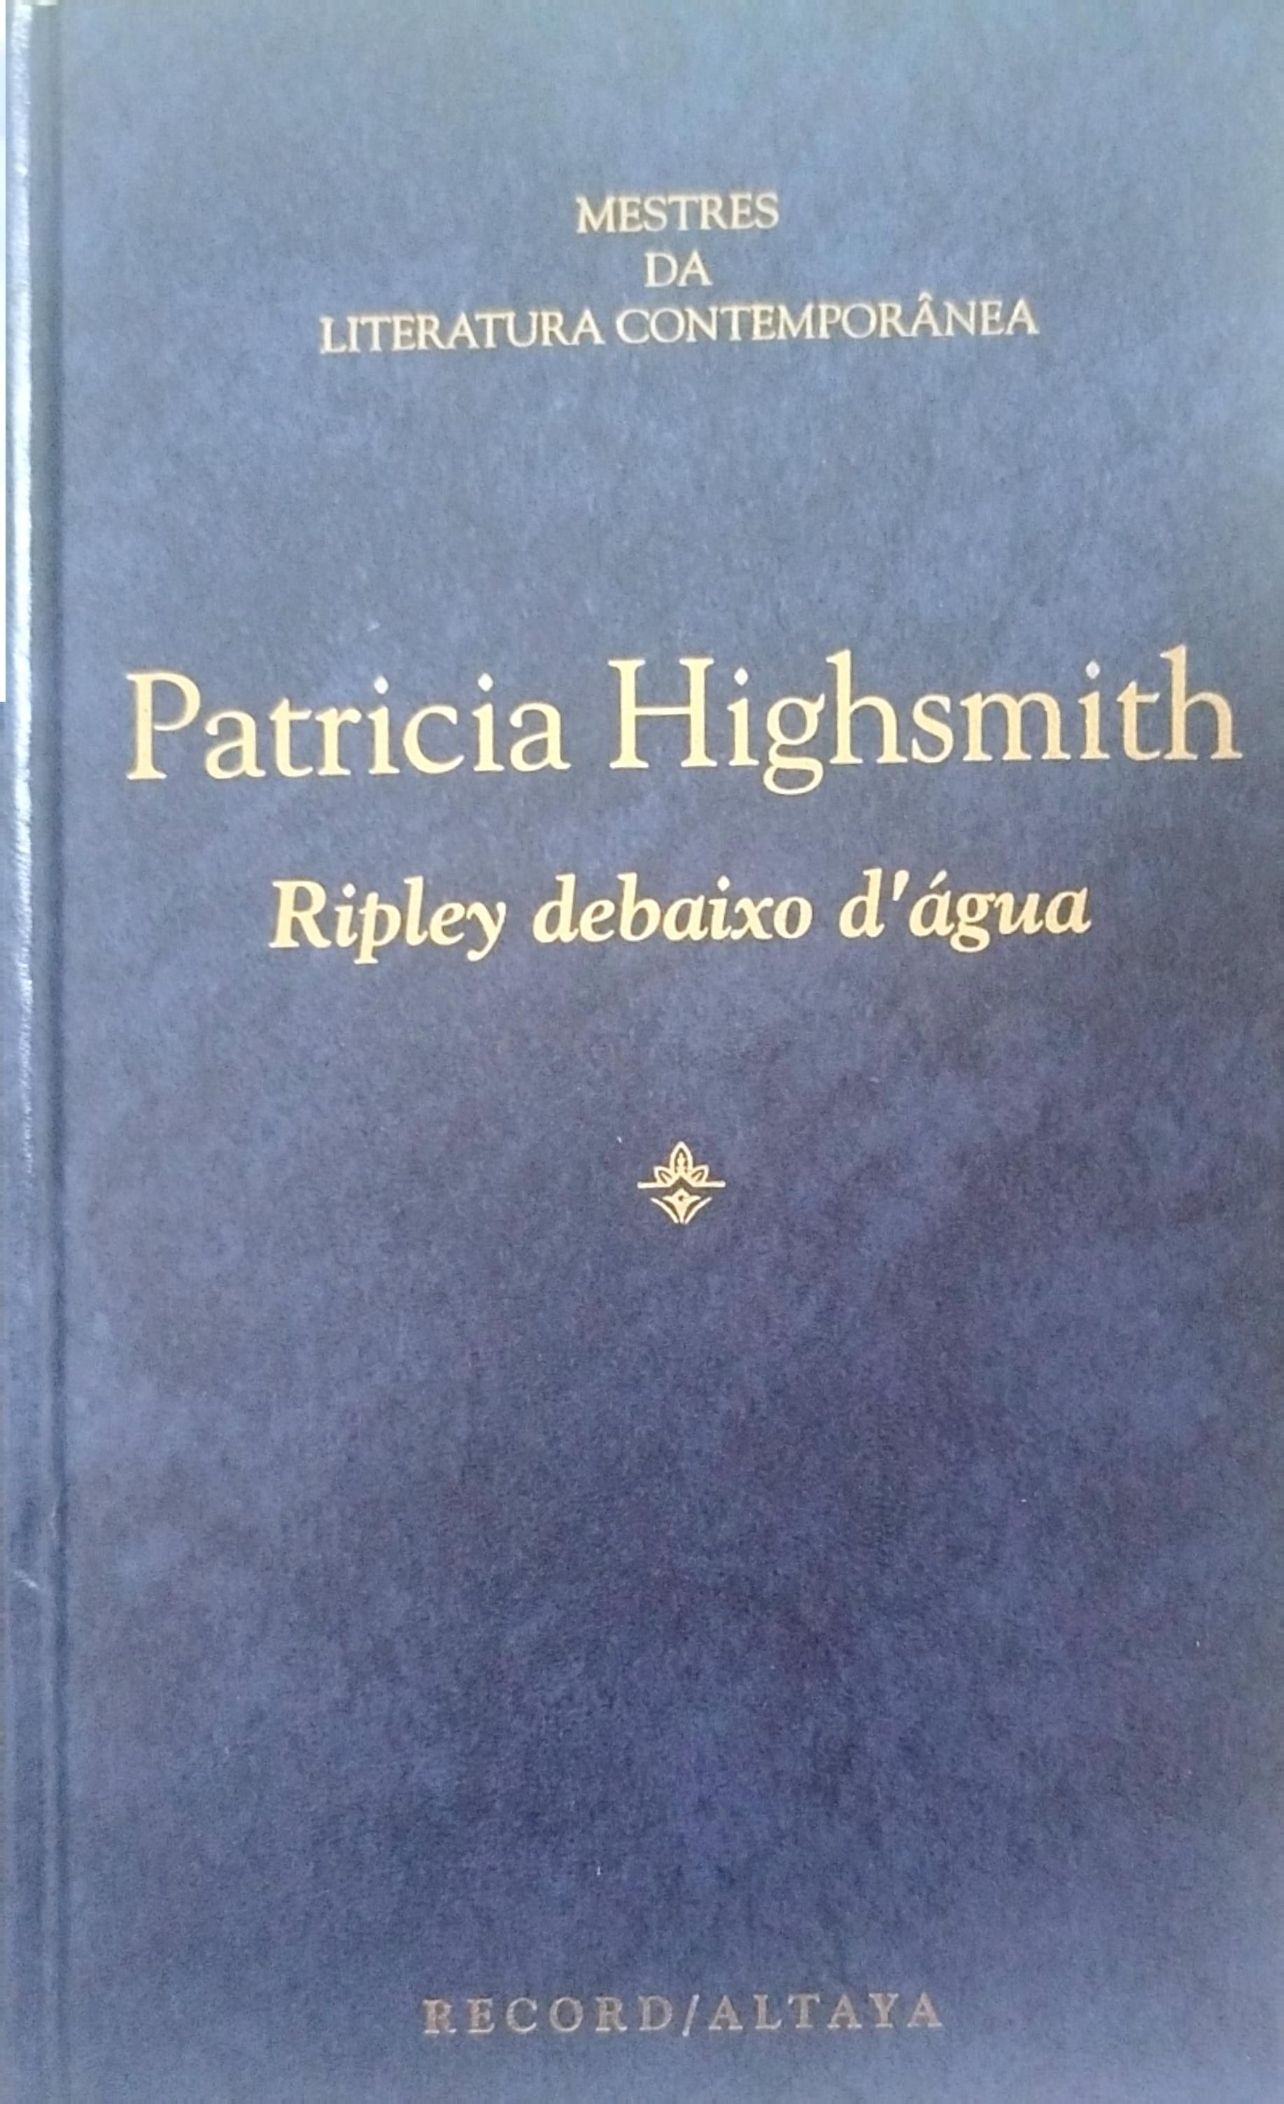 MESTRES
DA
LITERATURA CONTEMPORÂNEA
Patricia Highsmith
Ripley debaixo d'água
RECORD/ALTAYA